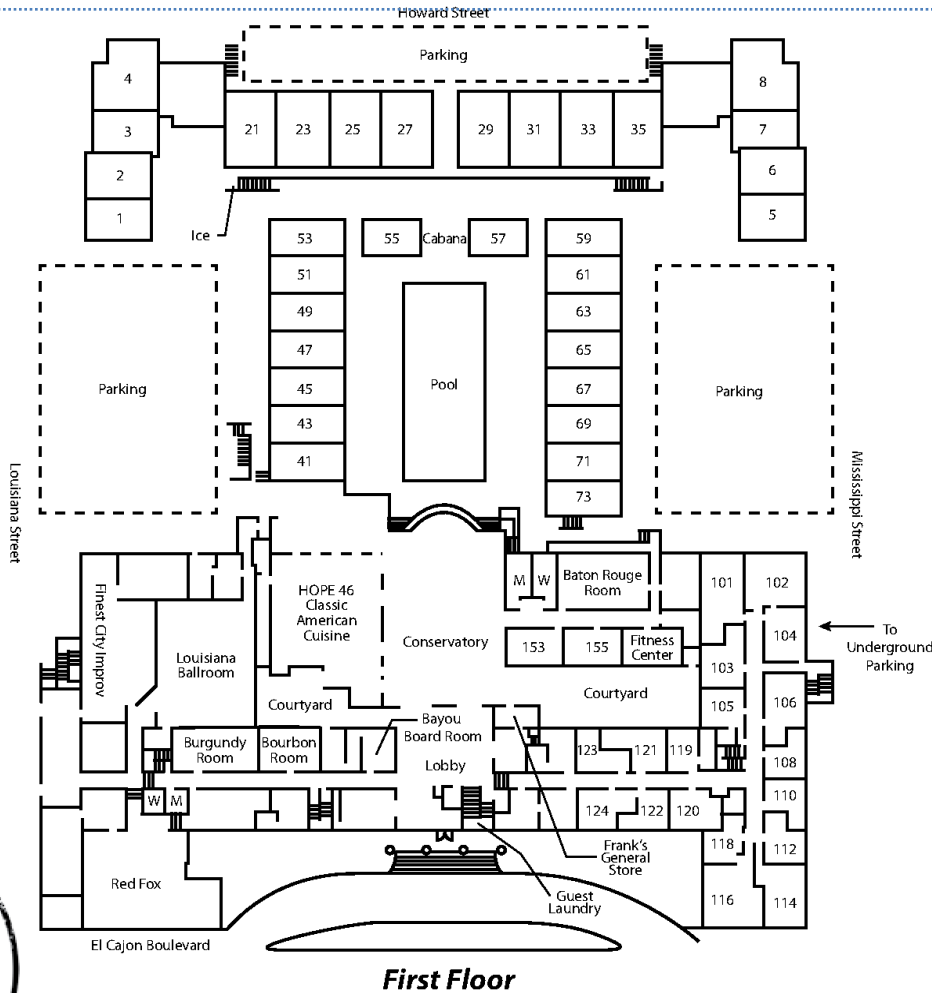 Howard Street
Parking
4
8
3
7
21
23
25
27
29
31
33
35
2
6
1
5
Ice
53
55
Cabana
57
59
51
61
49
63
47
65
Parking
45
Pool
67
Parking
43
69
41
71
73
Louisiana Street
Mississippi Street
Finest City Improv
HOPE 46
Classic
American
Cuisine
M
W
Baton Rouge
Room
101
102
Louisiana
Ballroom
Conservatory
153
155
Fitness
Center
103
104
To
Underground
Parking
Courtyard
Courtyard
105
106
Burgundy
Room
Bourbon
Room
Bayou
Board Room
Lobby
123
121
119
108
W
M
124
122
120
110
118
112
Frank's
General
Store
Red Fox
Guest
Laundry
116
114
El Cajon Boulevard
First Floor